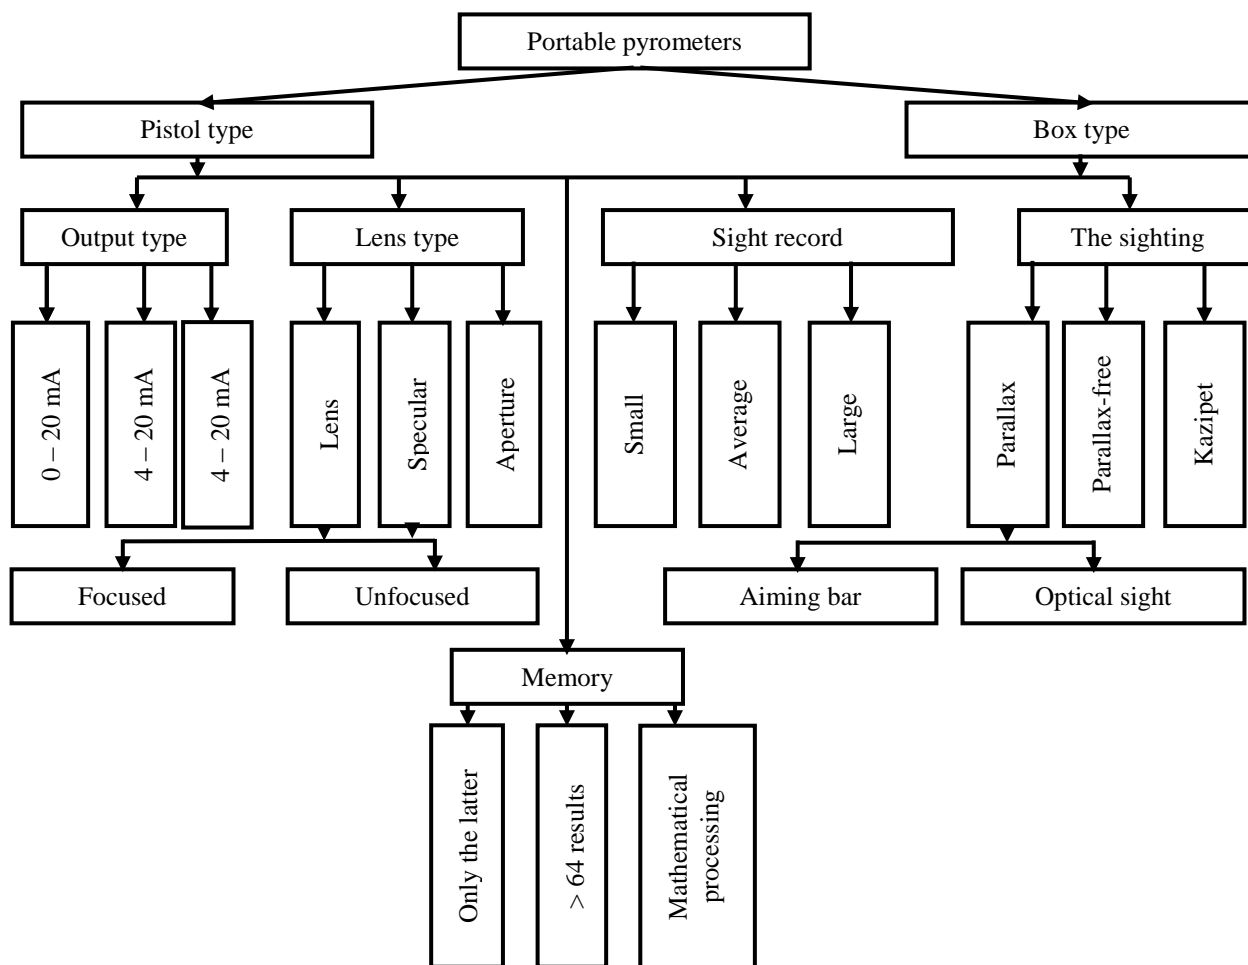 Portable pyrometers
Pistol type
Box type
Output type
Lens type
Sight record
The sighting
0 – 20 mA
4 – 20 mA
4 – 20 mA
Lens
Specular
Aperture
Small
Average
Large
Parallax
Parallax-free
Kazipet
Focused
Unfocused
Aiming bar
Optical sight
Memory
Only the latter
> 64 results
Mathematical
processing